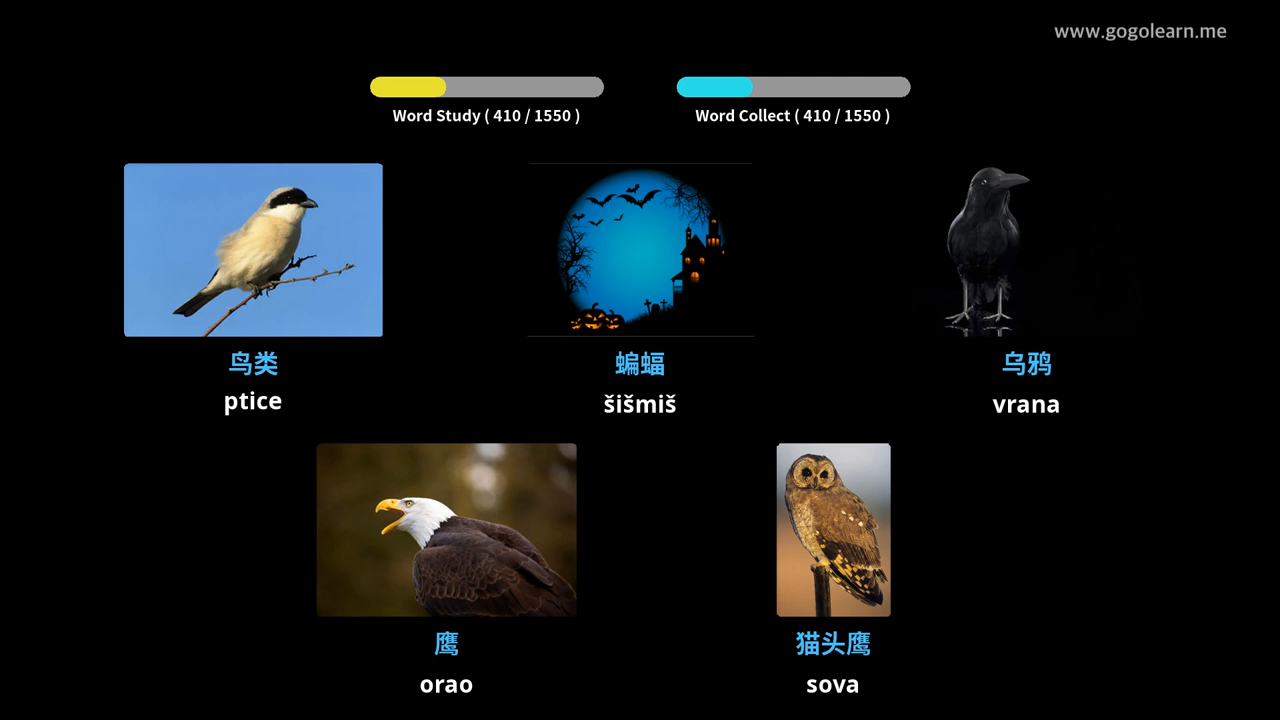 www.gogolearn.me
Word Study ( 410 / 1550 )
Word Collect ( 410 / 1550 )
鸟类
ptice
蝙蝠
šišmiš
乌鸦
vrana
鹰
orao
猫头鹰
sova